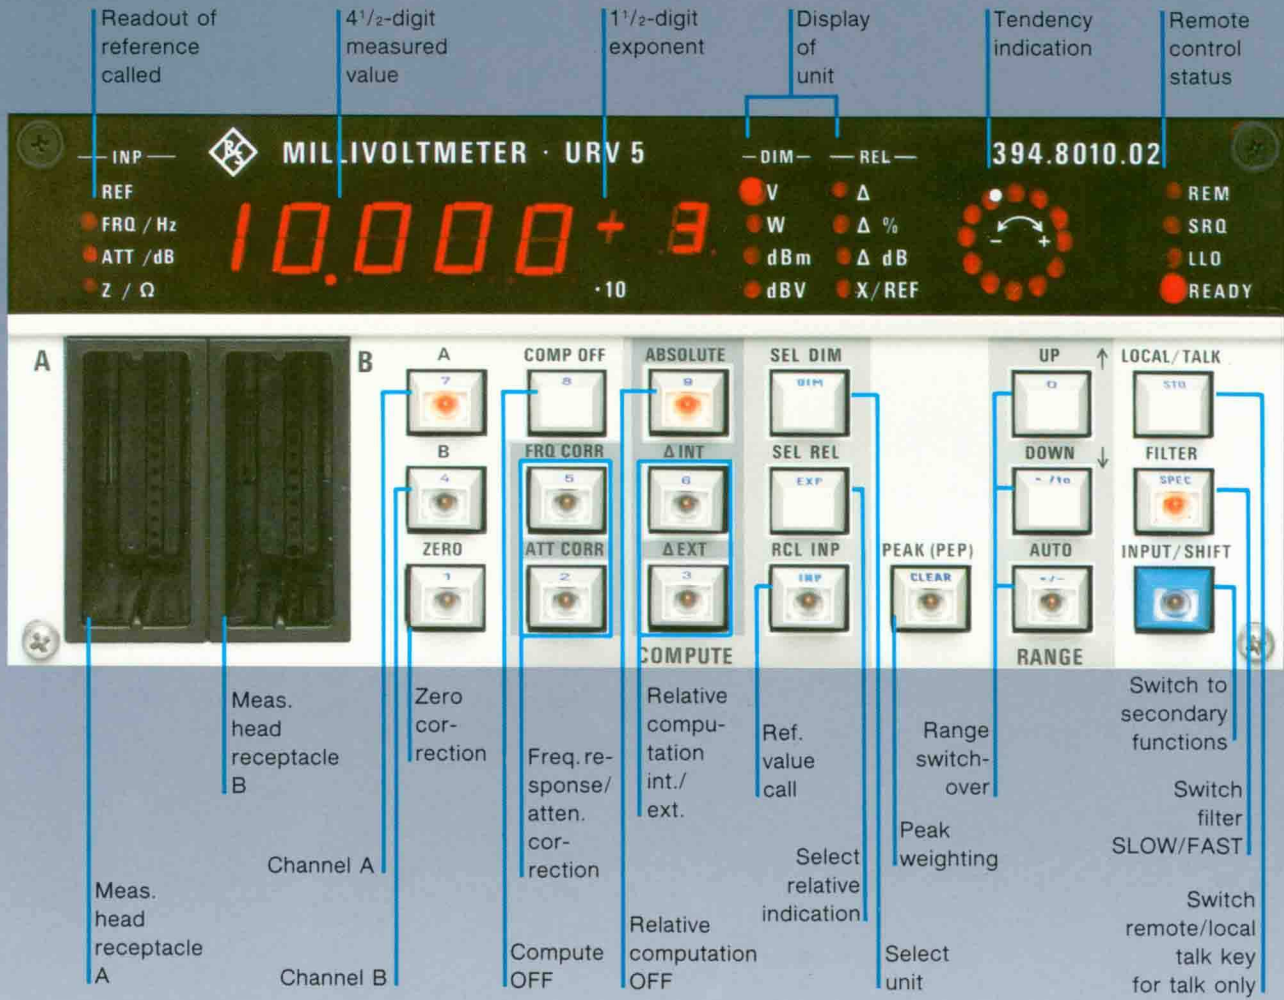 Readout of
reference
called
4 1/2-digit
measured
value
1 1/2-digit
exponent
Display
of
unit
Tendency
indication
Remote
control
status
INP
R&S
MILLIVOLTMETER · URV 5
DIM
REL
394.8010.02
REF
FRQ / Hz
ATT /dB
Z / Ω
10.000 + 3
·10
V
W
dBm
dBV
Δ
Δ %
Δ dB
X/REF
- +
REM
SRQ
LLO
READY
A
B
A
7
COMP OFF
8
ABSOLUTE
9
SEL DIM
DIM
UP ↑
0
LOCAL/TALK
STO
B
4
FRQ CORR
5
Δ INT
6
SEL REL
EXP
DOWN ↓
- /to
FILTER
SPEC
ZERO
1
ATT CORR
2
Δ EXT
3
RCL INP
INP
PEAK (PEP)
CLEAR
AUTO
+/-
INPUT/SHIFT
COMPUTE
RANGE
Meas.
head
receptacle
A
Meas.
head
receptacle
B
Channel A
Channel B
Zero
cor-
rection
Freq. re-
sponse/
atten.
cor-
rection
Compute
OFF
Relative
compu-
tation
int./
ext.
Relative
computation
OFF
Ref.
value
call
Select
relative
indication
Select
unit
Peak
weighting
Range
switch-
over
Switch to
secondary
functions
Switch
filter
SLOW/FAST
Switch
remote/local
talk key
for talk only